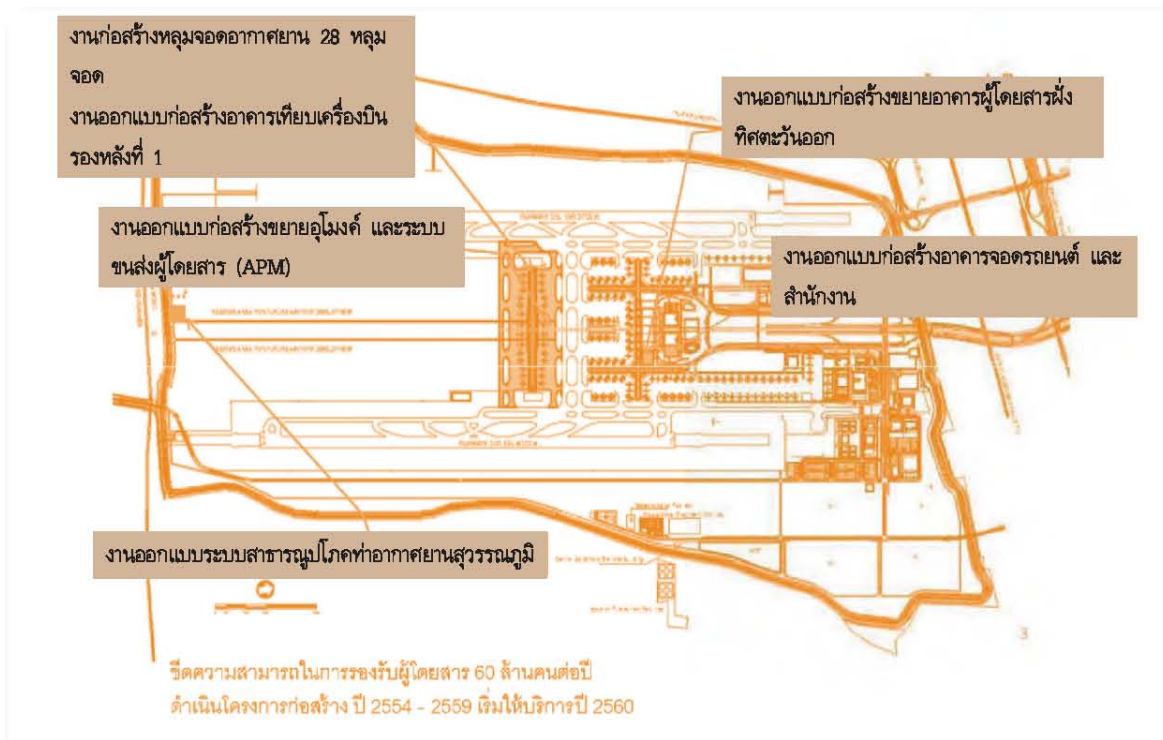 งานก่อสร้างหลุมจอดอากาศยาน 28 หลุม
จอด
งานออกแบบก่อสร้างอาคารเทียบเครื่องบิน
รองหลังที่ 1
งานออกแบบก่อสร้างขยายอาคารผู้โดยสารฝั่ง
ทิศตะวันออก
งานออกแบบก่อสร้างขยายอุโมงค์ และระบบ
ขนส่งผู้โดยสาร (APM)
งานออกแบบก่อสร้างอาคารจอดรถยนต์ และ
สำนักงาน
งานออกแบบระบบสาธารณูปโภคท่าอากาศยานสุวรรณภูมิ
3
ขีดความสามารถในการรองรับผู้โดยสาร 60 ล้านคนต่อปี
ดำเนินโครงการก่อสร้าง ปี 2554 - 2559 เริ่มให้บริการปี 2560